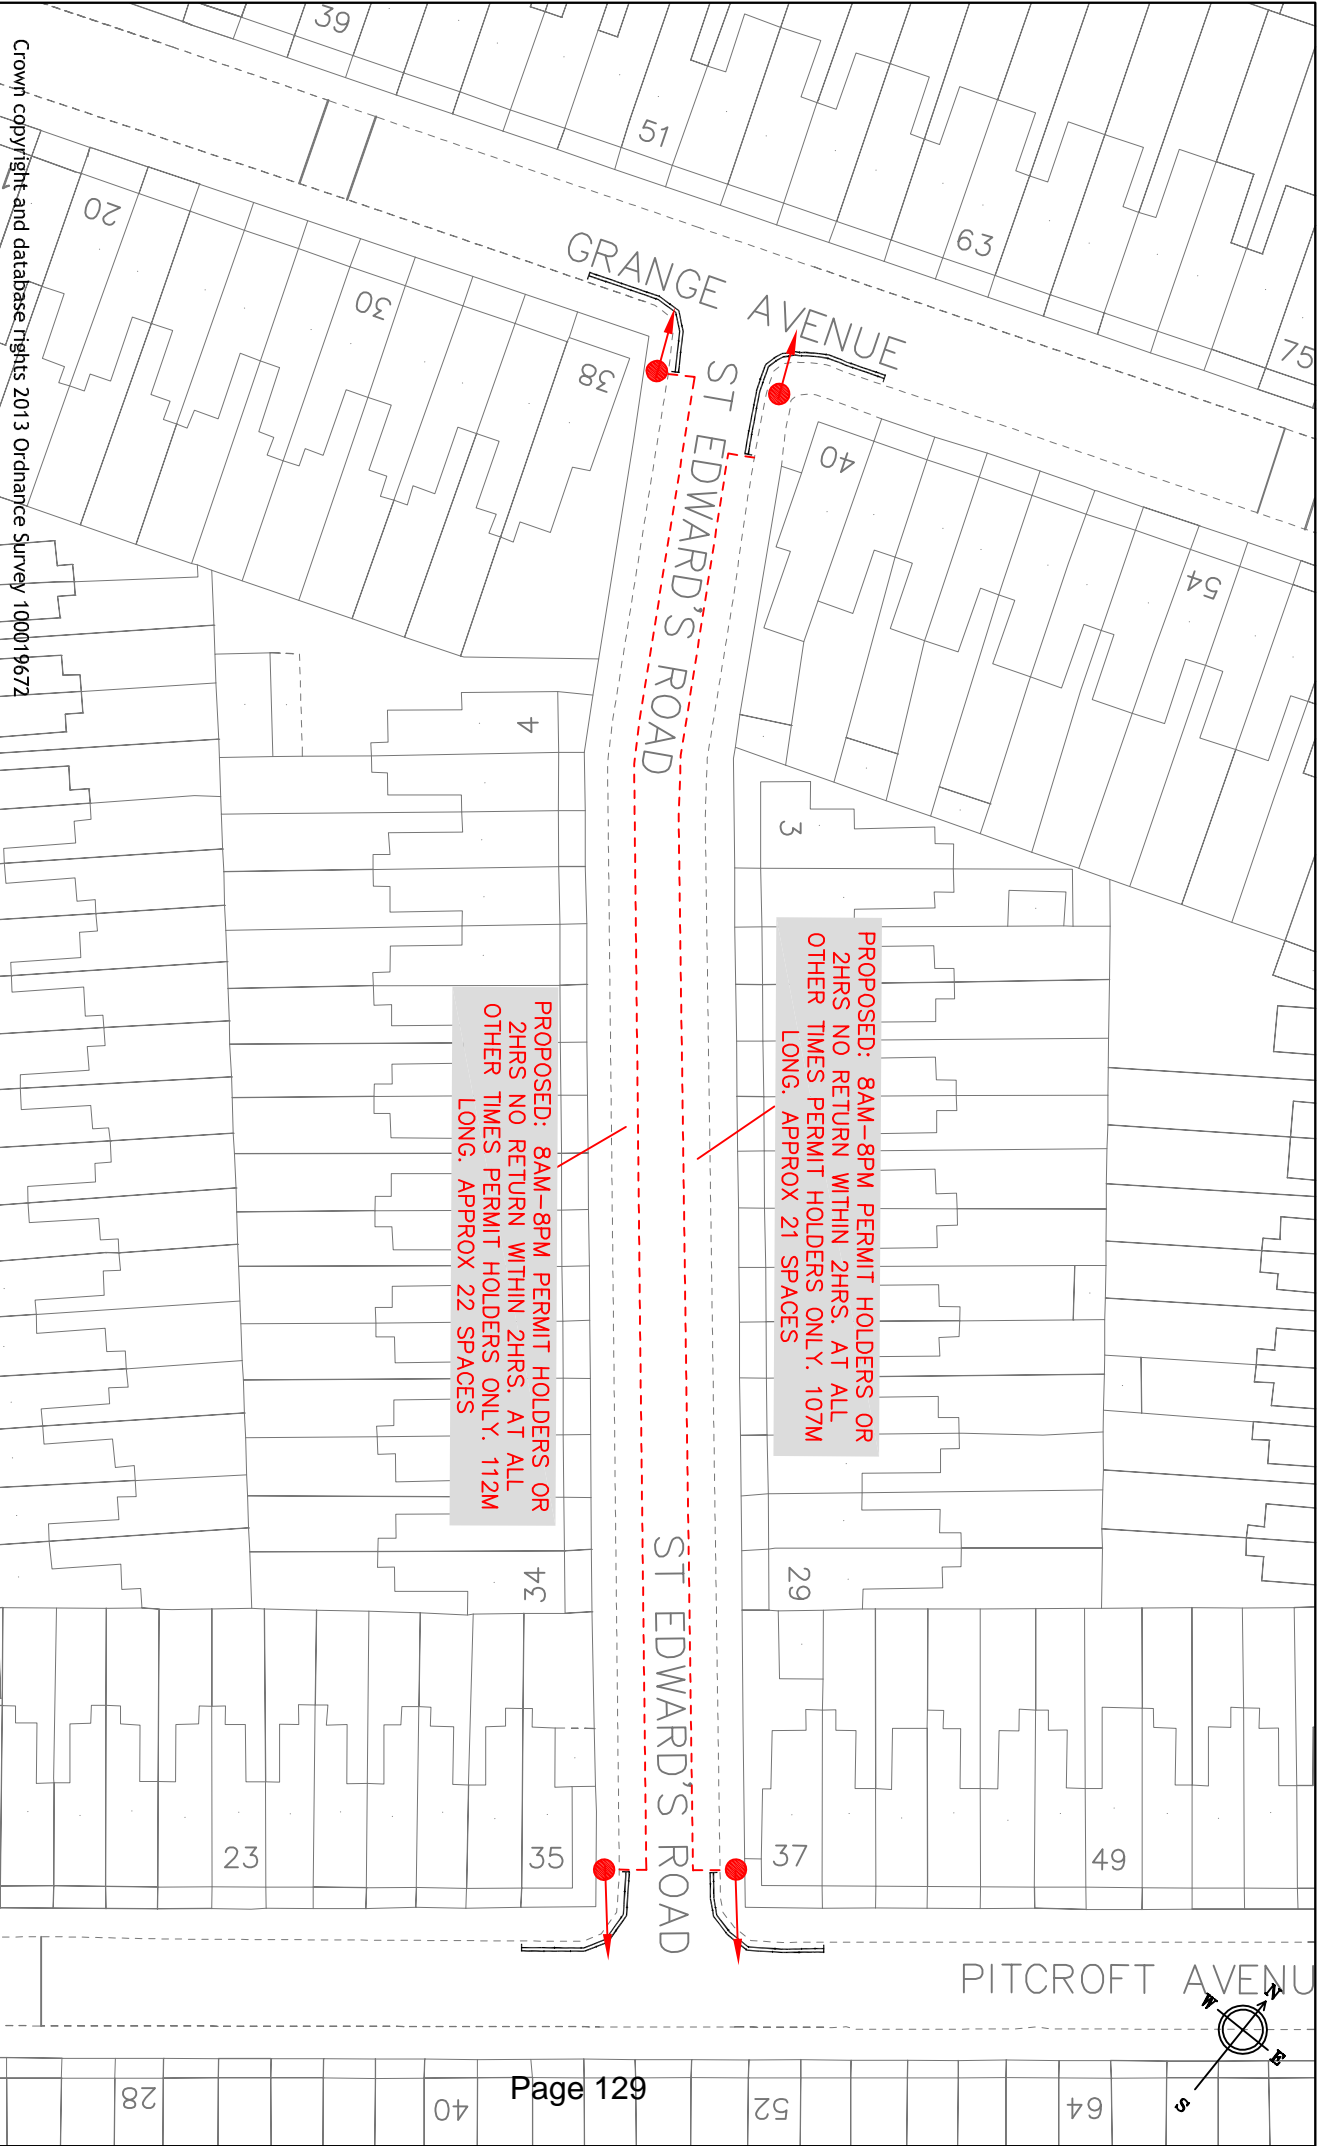 39
51
63
75
20
30
38
GRANGE AVENUE
40
54
ST EDWARD'S ROAD
4
3
PROPOSED: 8AM-8PM PERMIT HOLDERS OR
2HRS NO RETURN WITHIN 2HRS. AT ALL
OTHER TIMES PERMIT HOLDERS ONLY. 107M
LONG. APPROX 21 SPACES
PROPOSED: 8AM-8PM PERMIT HOLDERS OR
2HRS NO RETURN WITHIN 2HRS. AT ALL
OTHER TIMES PERMIT HOLDERS ONLY. 112M
LONG. APPROX 22 SPACES
34
29
ST EDWARD'S ROAD
23
35
37
49
PITCROFT AVENU
N
W
E
S
28
40
52
64
Page 129
Crown copyright and database rights 2013 Ordnance Survey 100019672